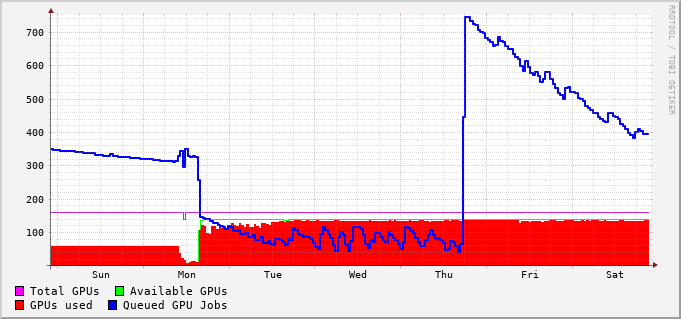 700
600
500
400
300
200
100
Sun Mon Tue Wed Thu Fri Sat
Total GPUs Available GPUs
GPUs used Queued GPU Jobs
RRDTOOL / TOBI OETIKER